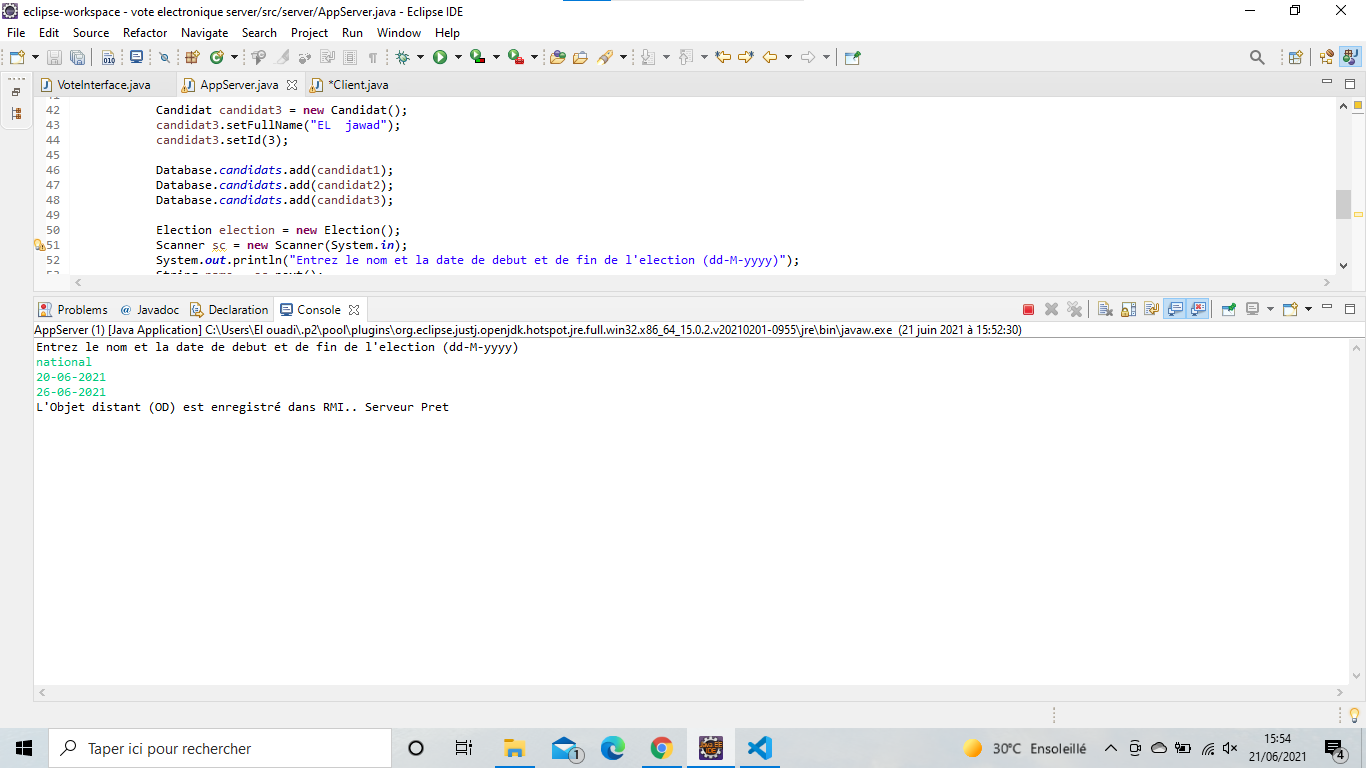 eclipse-workspace - vote electronique server/src/server/AppServer.java - Eclipse IDE
File Edit Source Refactor Navigate Search Project Run Window Help
VoteInterface.java AppServer.java *Client.java
42 Candidat candidat3 = new Candidat();
43 candidat3.setFullName("EL  jawad");
44 candidat3.setId(3);
45
46 Database.candidats.add(candidat1);
47 Database.candidats.add(candidat2);
48 Database.candidats.add(candidat3);
49
50 Election election = new Election();
51 Scanner sc = new Scanner(System.in);
52 System.out.println("Entrez le nom et la date de debut et de fin de l'election (dd-M-yyyy)");
Problems @ Javadoc Declaration Console
AppServer (1) [Java Application] C:\Users\El ouadi\.p2\pool\plugins\org.eclipse.justj.openjdk.hotspot.jre.full.win32.x86_64_15.0.2.v20210201-0955\jre\bin\javaw.exe (21 juin 2021 à 15:52:30)
Entrez le nom et la date de debut et de fin de l'election (dd-M-yyyy)
national
20-06-2021
26-06-2021
L'Objet distant (OD) est enregistré dans RMI.. Serveur Pret
Taper ici pour rechercher
1
30°C Ensoleillé
15:54
21/06/2021
4